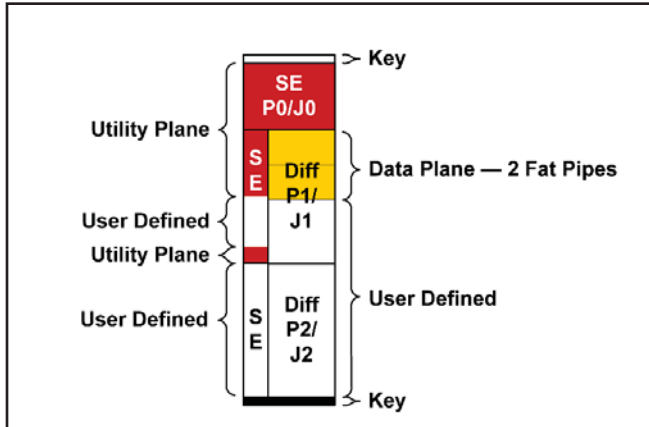 Key
SE
P0/J0
Utility Plane
S
E
Diff
P1/
J1
Data Plane — 2 Fat Pipes
User Defined
Utility Plane
User Defined
S
E
Diff
P2/
J2
User Defined
Key